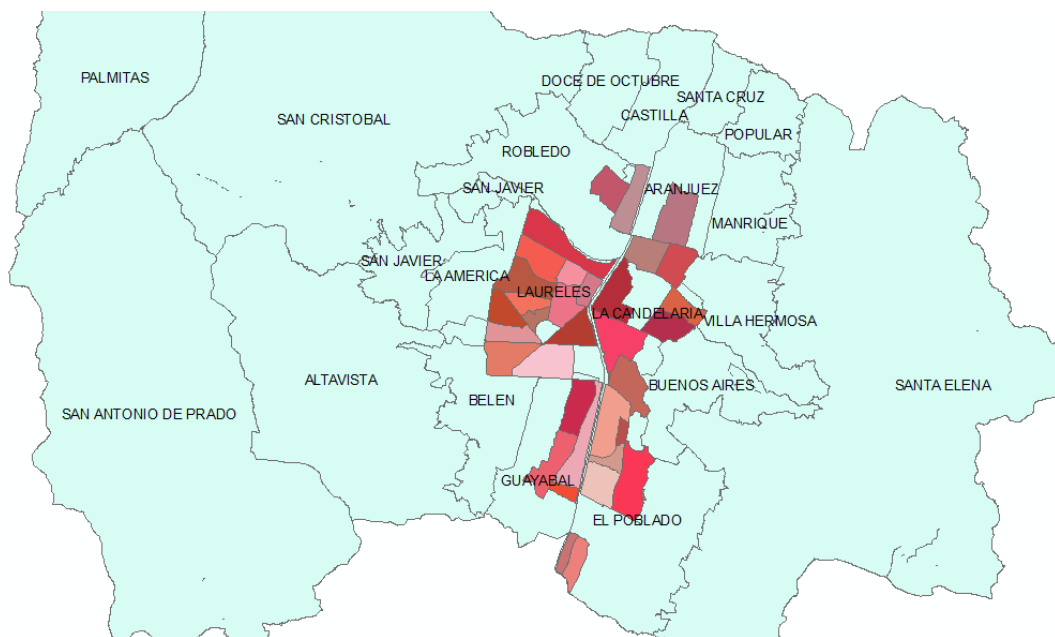 PALMITAS
DOCE DE OCTUBRE
SANTA CRUZ
SAN CRISTOBAL
CASTILLA
POPULAR
ROBLEDO
SAN JAVIER
ARANJUEZ
MANRIQUE
SAN JAVIER
LA AMERICA
LAURELES
LA CANDELARIA
VILLA HERMOSA
ALTAVISTA
BUENOS AIRES
SANTA ELENA
BELEN
SAN ANTONIO DE PRADO
GUAYABAL
EL POBLADO